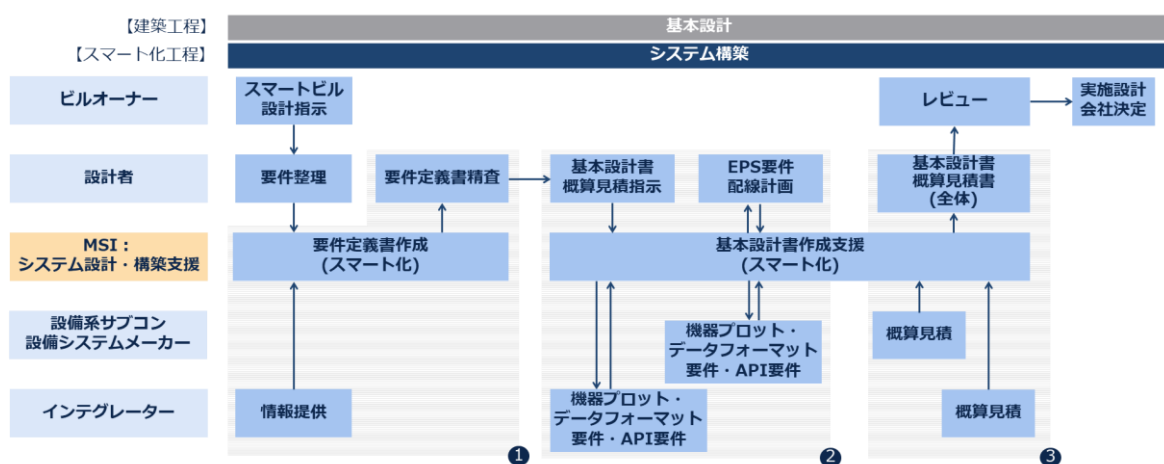 【建築工程】
基本設計
【スマート化工程】
システム構築
ビルオーナー
スマートビル
設計指示
レビュー
実施設計
会社決定
設計者
要件整理
要件定義書精査
基本設計書
概算見積指示
EPS要件
配線計画
基本設計書
概算見積書
(全体)
MSI：
システム設計・構築支援
要件定義書作成
(スマート化)
基本設計書作成支援
(スマート化)
設備系サブコン
設備システムメーカー
機器プロット・
データフォーマット
要件・API要件
概算見積
インテグレーター
情報提供
機器プロット・
データフォーマット
要件・API要件
概算見積
1
2
3